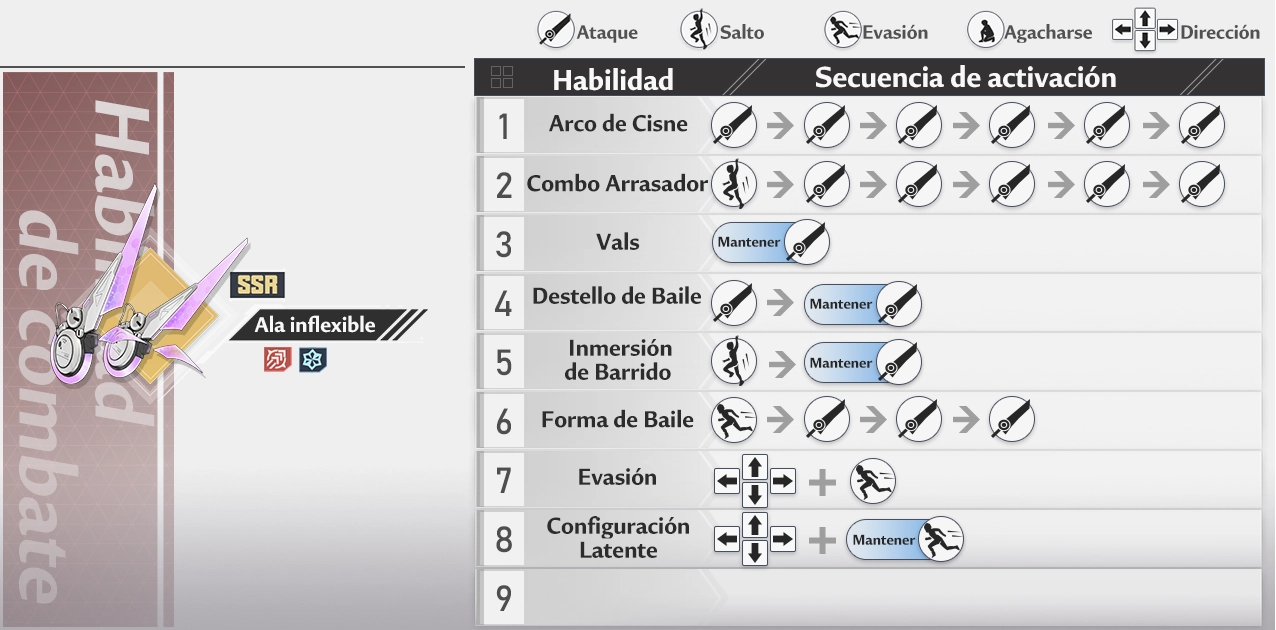 Ataque
Salto
Evasión
Agacharse
Dirección
Habilidad
de combate
SSR
Ala inflexible
Habilidad
Secuencia de activación
1
Arco de Cisne
2
Combo Arrasador
3
Vals
Mantener
4
Destello de Baile
Mantener
5
Inmersión
de Barrido
Mantener
6
Forma de Baile
7
Evasión
8
Configuración
Latente
Mantener
9